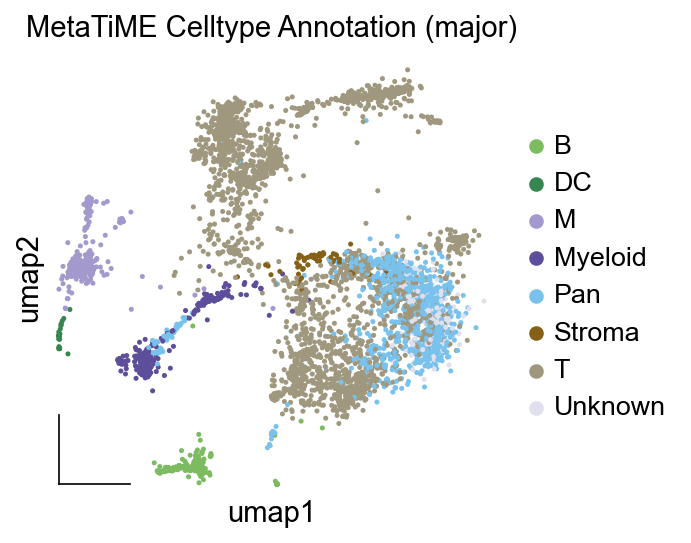 MetaTiME Celltype Annotation (major)
B
DC
M
Myeloid
Pan
Stroma
T
Unknown
umap2
umap1